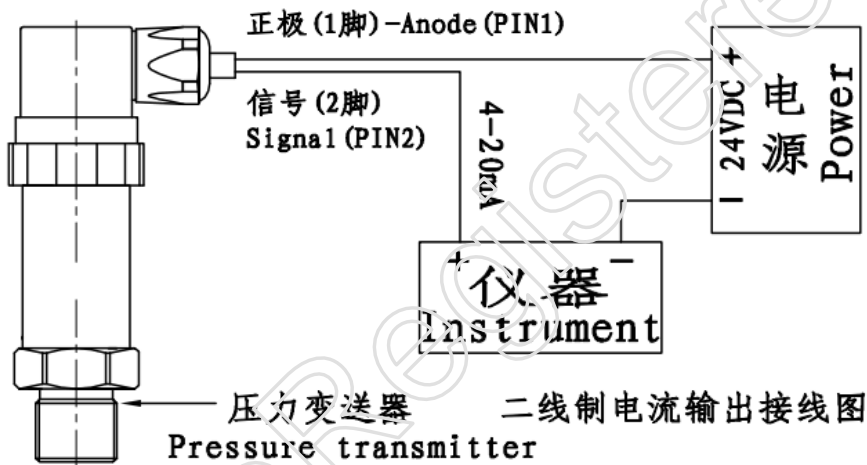 正极(1脚)-Anode(PIN1)
信号(2脚)
Signal(PIN2)
4-20mA
+
24VDC
-
电源
Power
+ -
仪器
Instrument
压力变送器
Pressure transmitter
二线制电流输出接线图
Registere